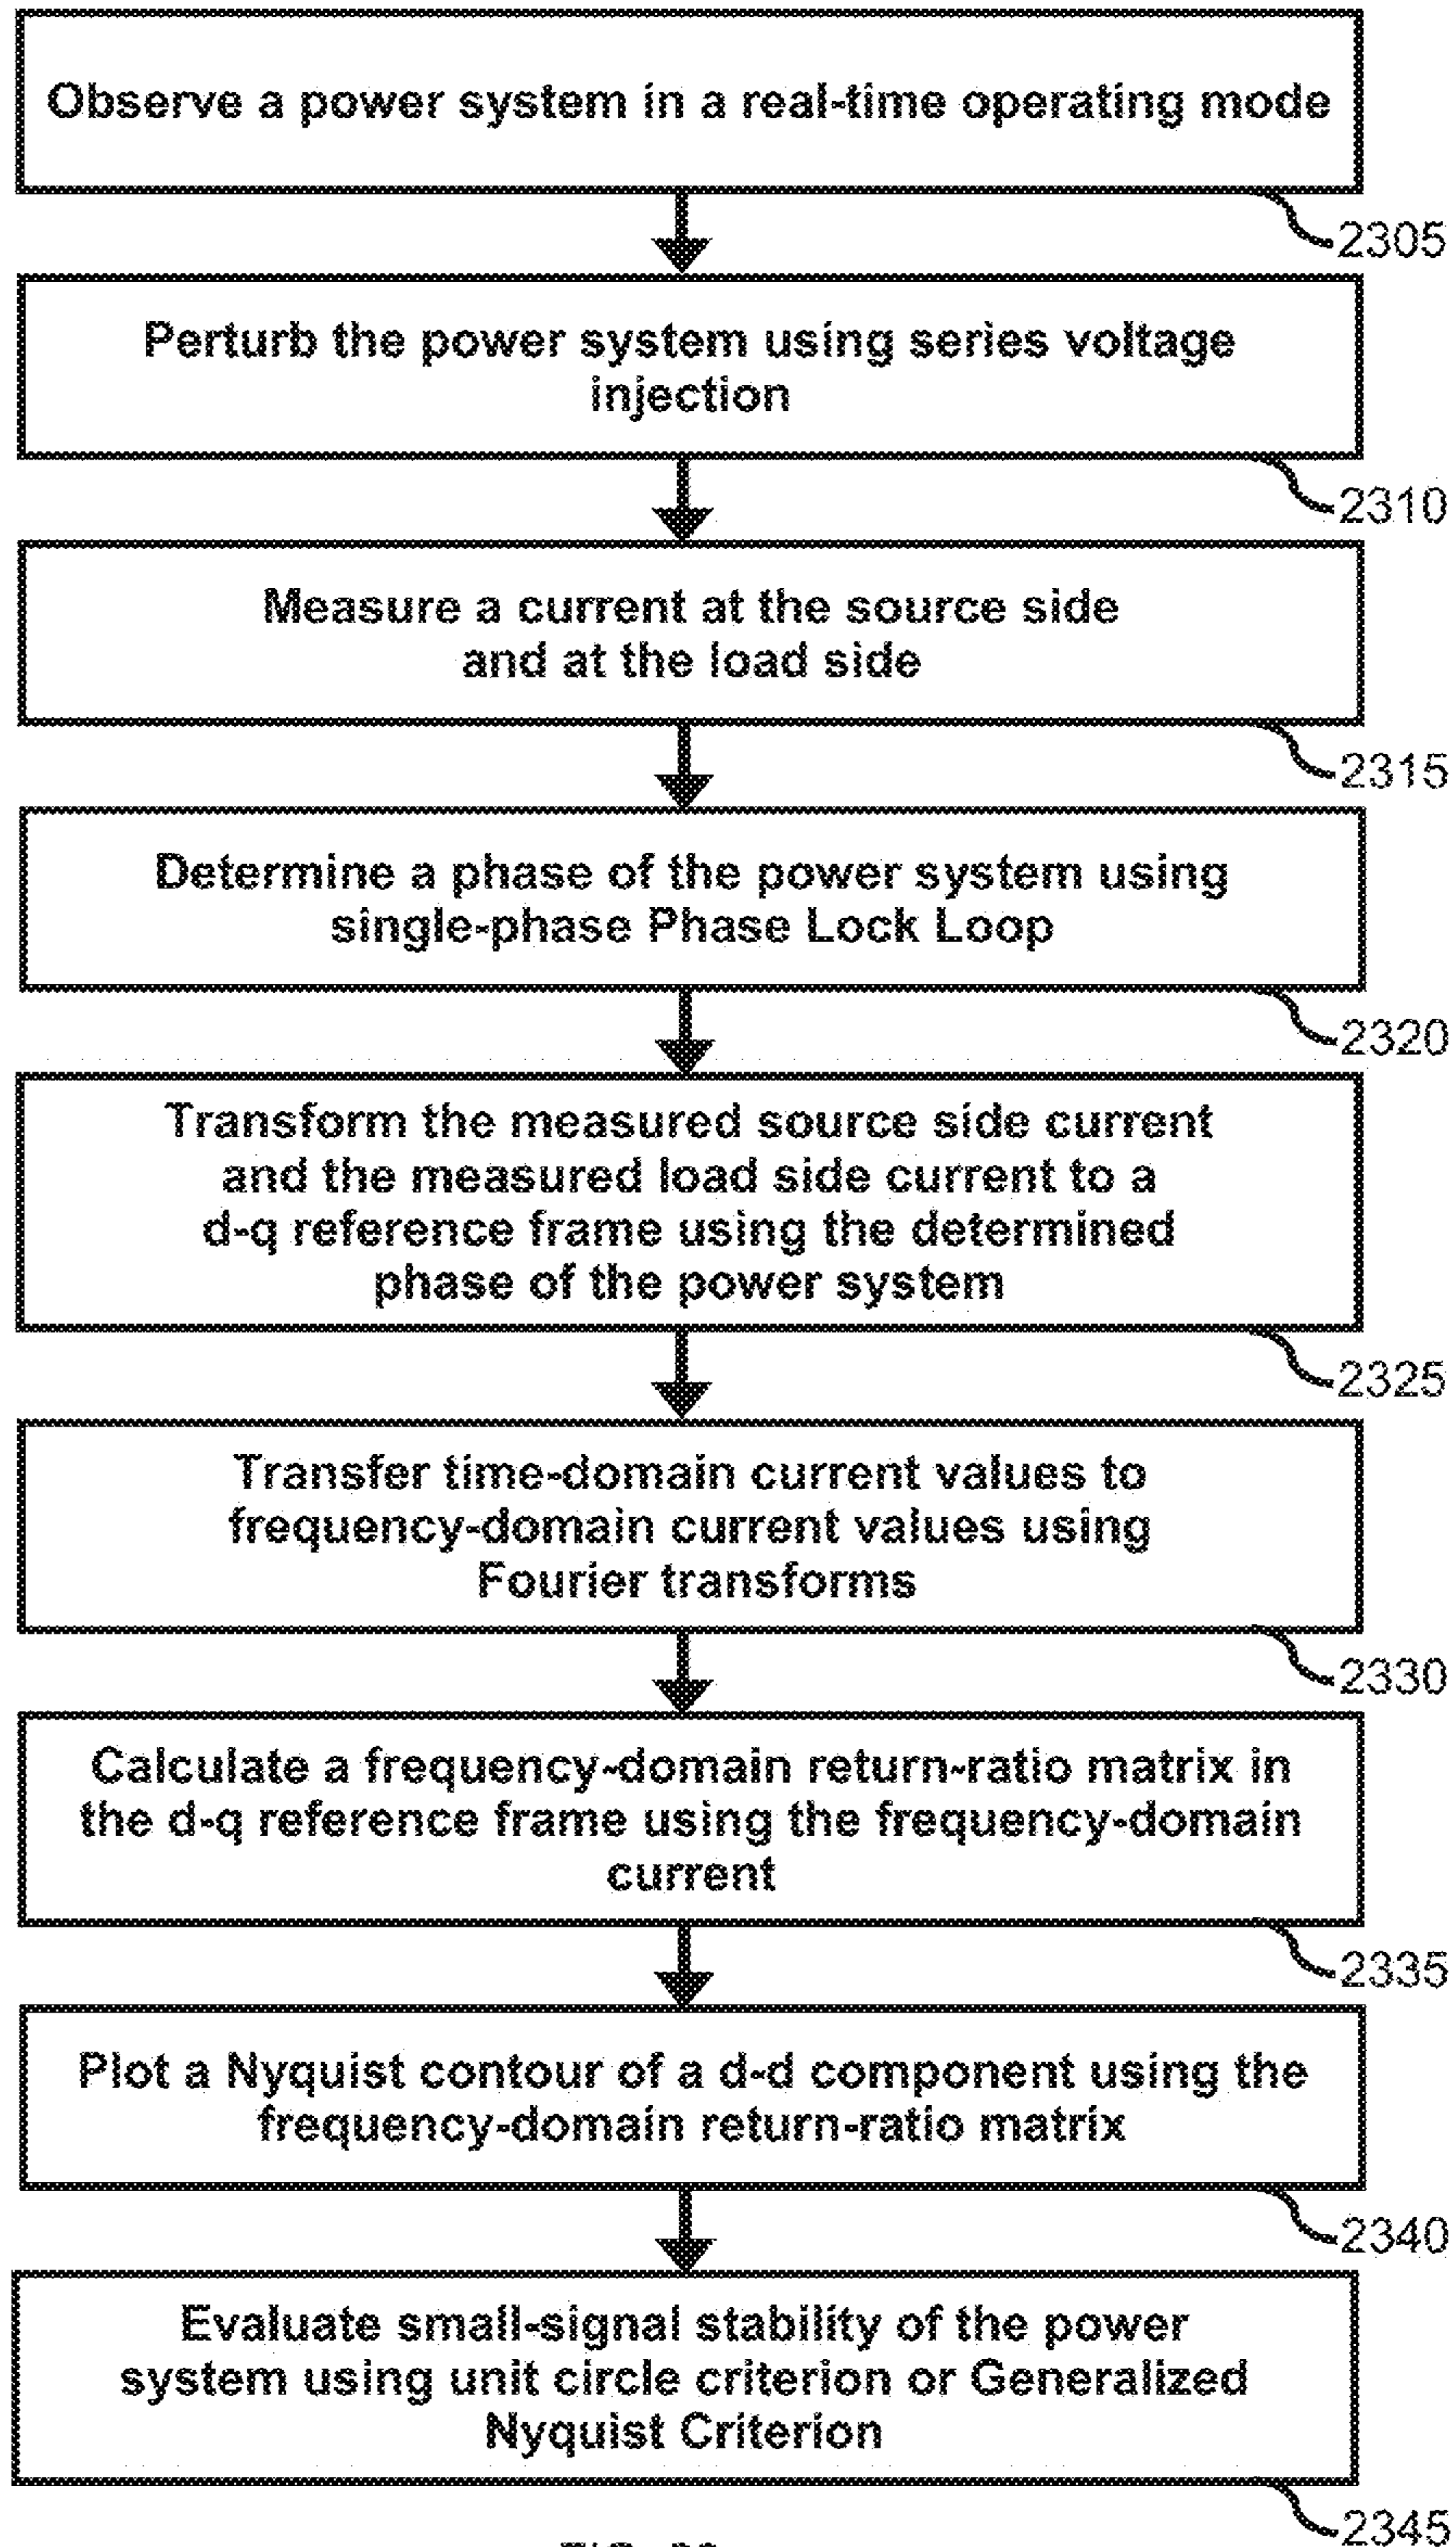 Observe a power system in a real-time operating mode
2305
Perturb the power system using series voltage
injection
2310
Measure a current at the source side
and at the load side
2315
Determine a phase of the power system using
single-phase Phase Lock Loop
2320
Transform the measured source side current
and the measured load side current to a
d-q reference frame using the determined
phase of the power system
2325
Transfer time-domain current values to
frequency-domain current values using
Fourier transforms
2330
Calculate a frequency-domain return-ratio matrix in
the d-q reference frame using the frequency-domain
current
2335
Plot a Nyquist contour of a d-d component using the
frequency-domain return-ratio matrix
2340
Evaluate small-signal stability of the power
system using unit circle criterion or Generalized
Nyquist Criterion
2345